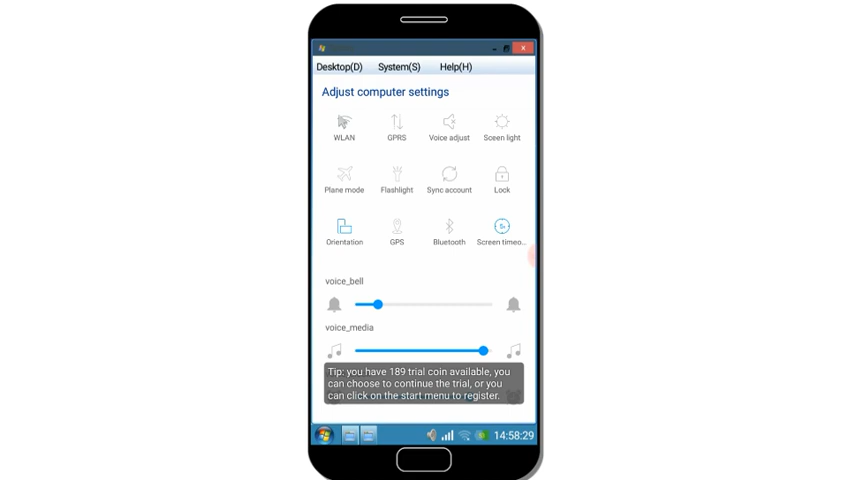 Desktop(D) System(S) Help(H)
Adjust computer settings
WLAN GPRS Voice adjust Sceen light
Plane mode Flashlight Sync account Lock
Orientation GPS Bluetooth Screen timeo...
voice_bell
voice_media
Tip: you have 189 trial coin available, you
can choose to continue the trial, or you
can click on the start menu to register.
14:58:29